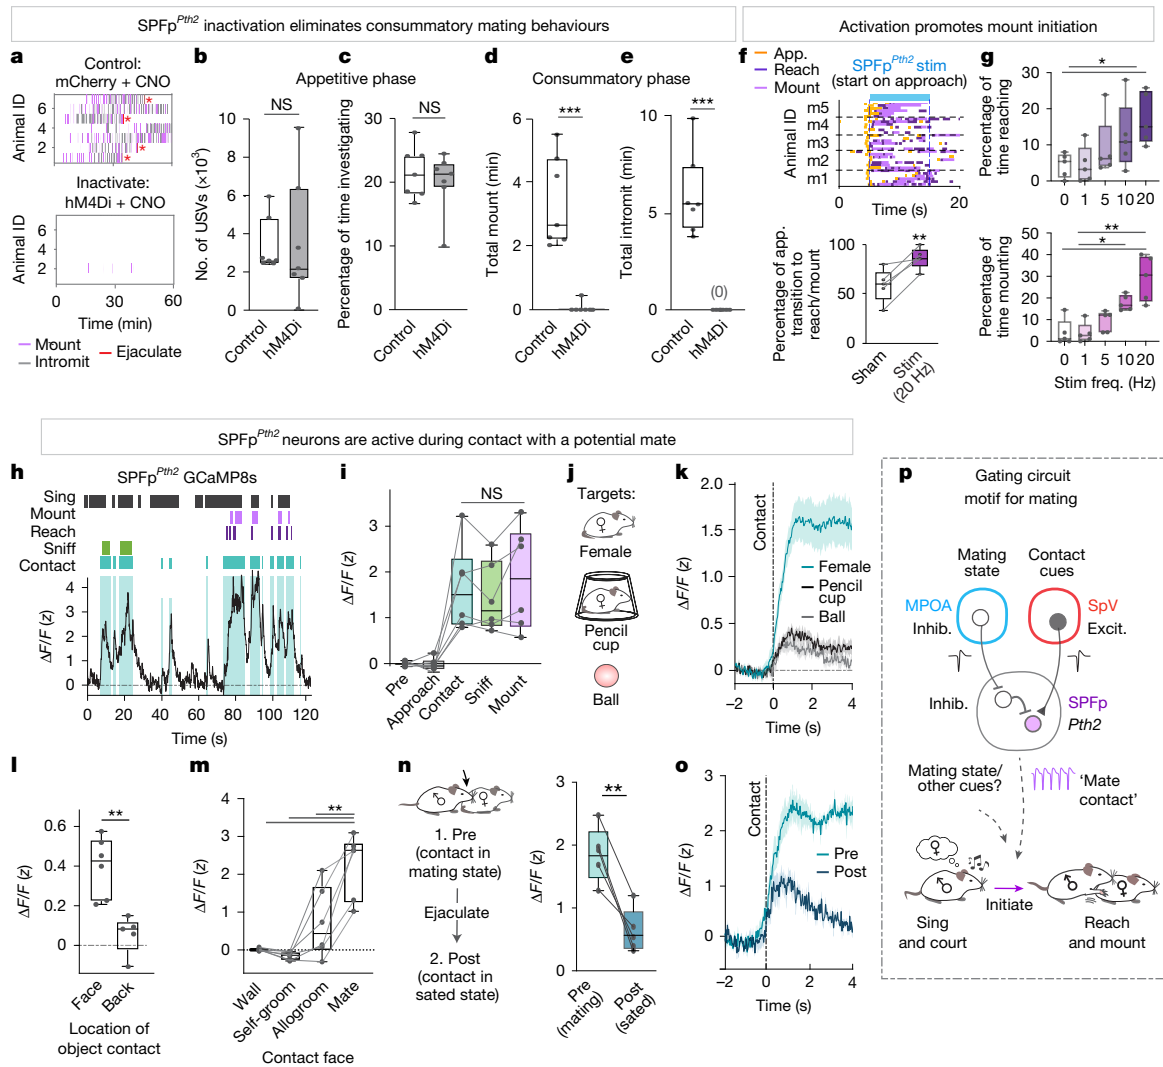 SPFp^Pth2 inactivation eliminates consummatory mating behaviours
Activation promotes mount initiation
a
Control:
mCherry + CNO
Animal ID
6
4
2
*
*
*
*
Inactivate:
hM4Di + CNO
Animal ID
6
4
2
0
30
60
Time (min)
Mount
Intromit
Ejaculate
b
c
Appetitive phase
NS
No. of USVs (×10³)
10
8
6
4
2
0
Control
hM4Di
NS
Percentage of time investigating
30
20
10
0
Control
hM4Di
d
e
Consummatory phase
***
Total mount (min)
6
4
2
0
Control
hM4Di
***
Total intromit (min)
10
5
0
(0)
Control
hM4Di
f
App.
Reach
Mount
SPFp^Pth2 stim
(start on approach)
Animal ID
m5
m4
m3
m2
m1
0
20
Time (s)
**
Percentage of app.
transition to
reach/mount
100
50
0
Sham
Stim
(20 Hz)
g
*
Percentage of
time reaching
30
20
10
0
0 1 5 10 20
**
*
Percentage of
time mounting
50
40
30
20
10
0
0 1 5 10 20
Stim freq. (Hz)
SPFp^Pth2 neurons are active during contact with a potential mate
h
SPFp^Pth2 GCaMP8s
Sing
Mount
Reach
Sniff
Contact
ΔF/F (z)
4
3
2
1
0
0 20 40 60 80 100 120
Time (s)
i
NS
ΔF/F (z)
3
2
1
0
Pre
Approach
Contact
Sniff
Mount
j
Targets:
♀
Female
♀
Pencil
cup
Ball
k
Contact
ΔF/F (z)
2.0
1.5
1.0
0.5
0
Female
Pencil
cup
Ball
−2 0 2 4
Time (s)
l
**
ΔF/F (z)
0.6
0.4
0.2
0
Face
Back
Location of
object contact
m
**
ΔF/F (z)
4
3
2
1
0
Wall
Self-groom
Allogroom
Mate
Contact face
n
♂
♀
1. Pre
(contact in
mating state)
Ejaculate
2. Post
(contact in
sated state)
**
ΔF/F (z)
3
2
1
0
Pre
(mating)
Post
(sated)
o
Contact
ΔF/F (z)
3
2
1
0
Pre
Post
−2 0 2 4
Time (s)
p
Gating circuit
motif for mating
Mating
state
Contact
cues
MPOA
Inhib.
SpV
Excit.
Inhib.
SPFp
Pth2
Mating state/
other cues?
‘Mate
contact’
♀
♂
♂
♀
Initiate
Sing
and court
Reach
and mount